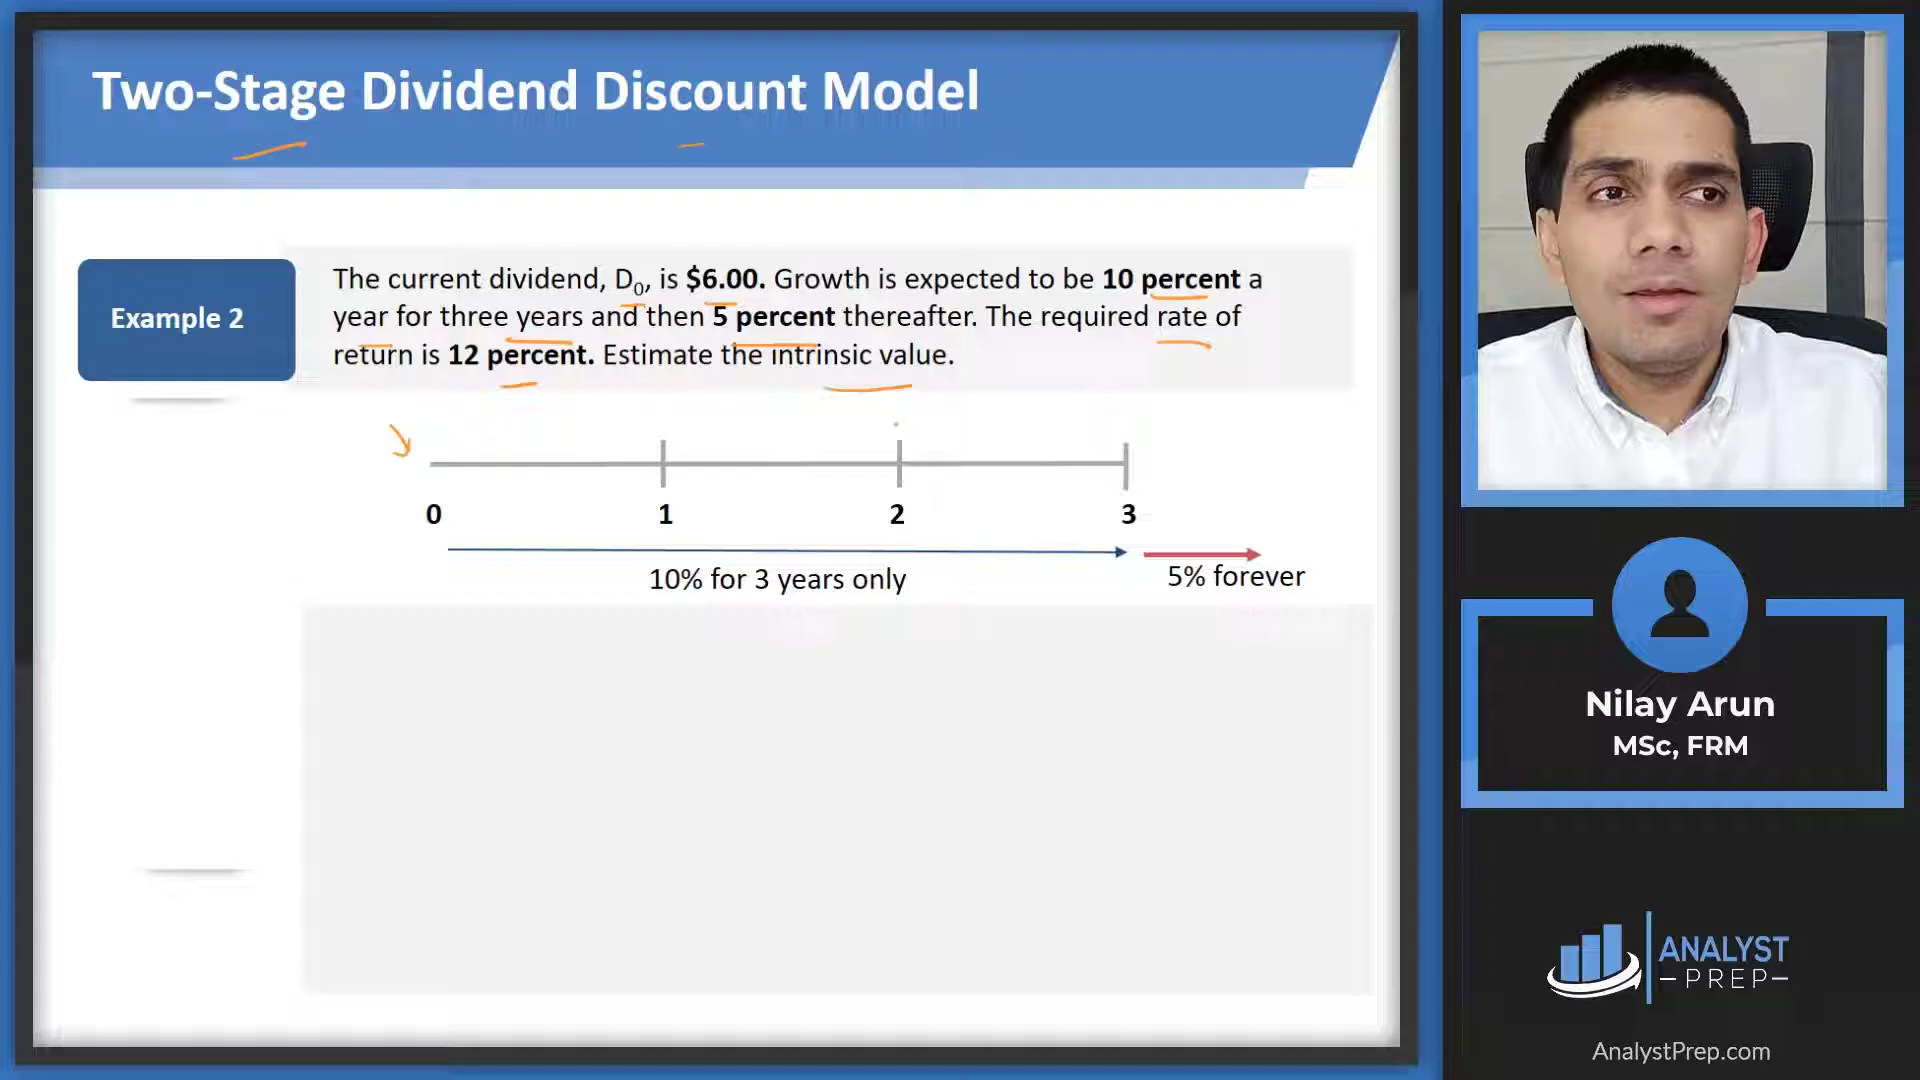 Two-Stage Dividend Discount Model
Example 2
The current dividend, D₀, is $6.00. Growth is expected to be 10 percent a
year for three years and then 5 percent thereafter. The required rate of
return is 12 percent. Estimate the intrinsic value.
0 1 2 3
10% for 3 years only
5% forever
Nilay Arun
MSc, FRM
ANALYST
PREP
AnalystPrep.com